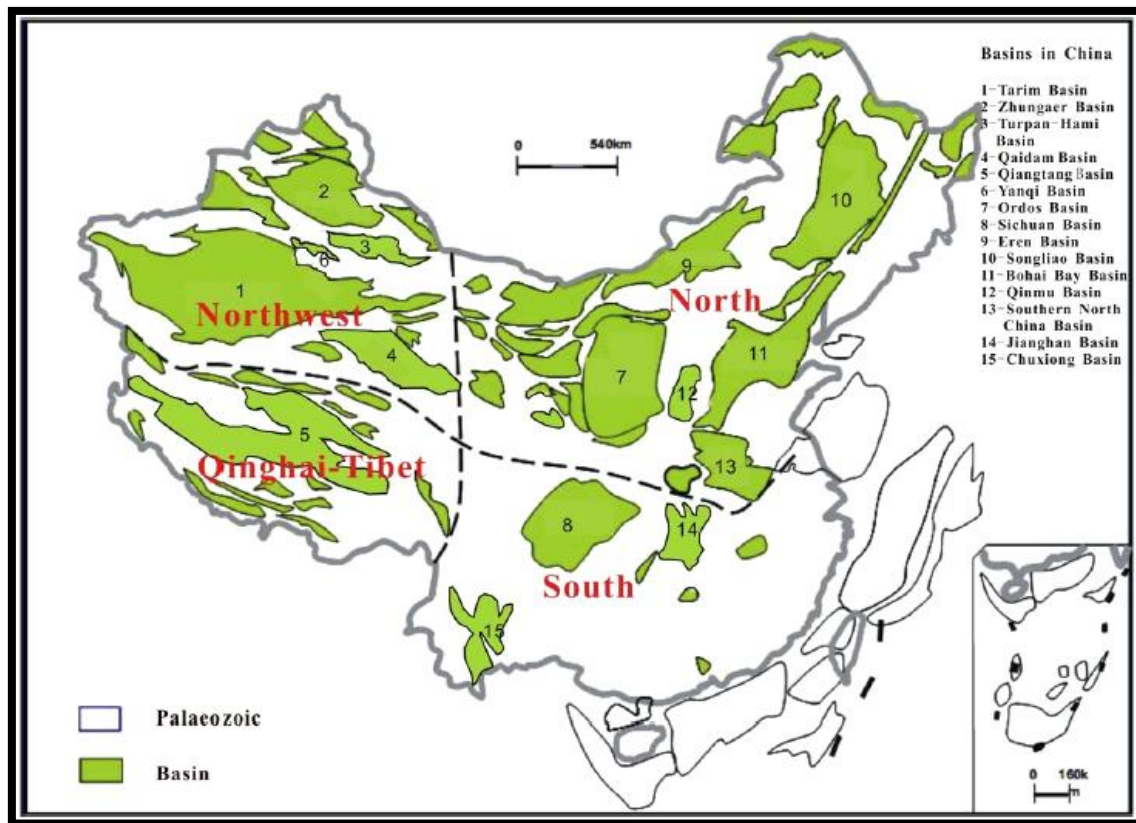 Basins in China
1-Tarim Basin
2-Zhungaer Basin
3-Turpan-Hami
Basin
4-Qaidam Basin
5-Qiangtang Basin
6-Yanqi Basin
7-Ordos Basin
8-Sichuan Basin
9-Eren Basin
10-Songliao Basin
11-Bohai Bay Basin
12-Qinmu Basin
13-Southern North
China Basin
14-Jianghan Basin
15-Chuxiong Basin
0 540km
2
10
3
6
9
1
North
Northwest
4
11
7
12
5
Qinghai-Tibet
13
8
14
South
15
Palaeozoic
Basin
0 160k
m